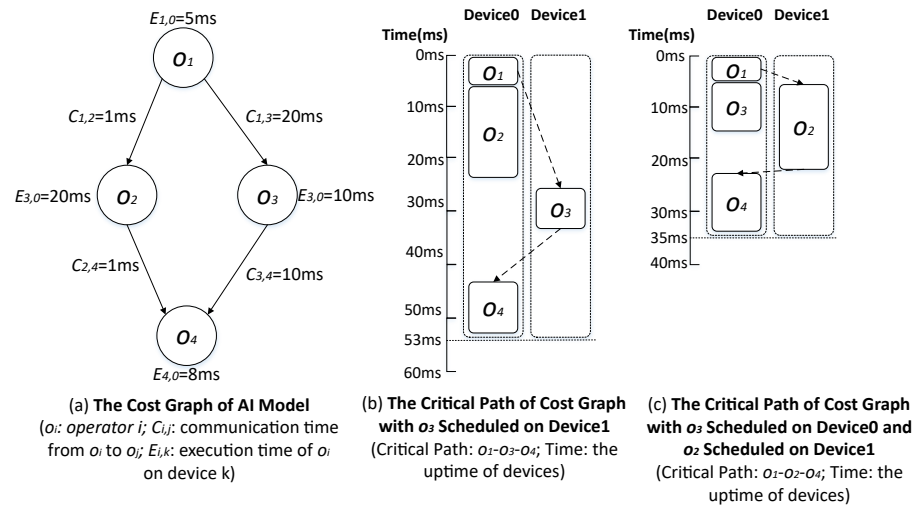 E1,0=5ms
o1
C1,2=1ms
C1,3=20ms
E3,0=20ms
o2
o3
E3,0=10ms
C2,4=1ms
C3,4=10ms
o4
E4,0=8ms
(a) The Cost Graph of AI Model
(oi: operator i; Ci,j: communication time
from oi to oj; Ei,k: execution time of oi
on device k)
Device0 Device1
Time(ms)
0ms
10ms
20ms
30ms
40ms
50ms
53ms
60ms
o1
o2
o3
o4
(b) The Critical Path of Cost Graph
with o3 Scheduled on Device1
(Critical Path: o1-o3-o4; Time: the
uptime of devices)
Device0 Device1
Time(ms)
0ms
10ms
20ms
30ms
35ms
40ms
o1
o3
o2
o4
(c) The Critical Path of Cost Graph
with o3 Scheduled on Device0 and
o2 Scheduled on Device1
(Critical Path: o1-o2-o4; Time: the
uptime of devices)